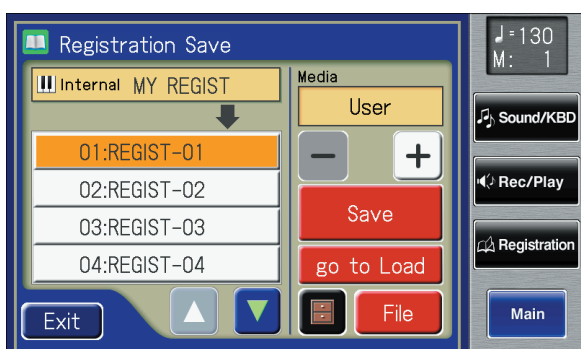 Registration Save
Internal MY REGIST
01:REGIST-01
02:REGIST-02
03:REGIST-03
04:REGIST-04
Exit
Media
User
− +
Save
go to Load
File
♩=130
M: 1
Sound/KBD
Rec/Play
Registration
Main